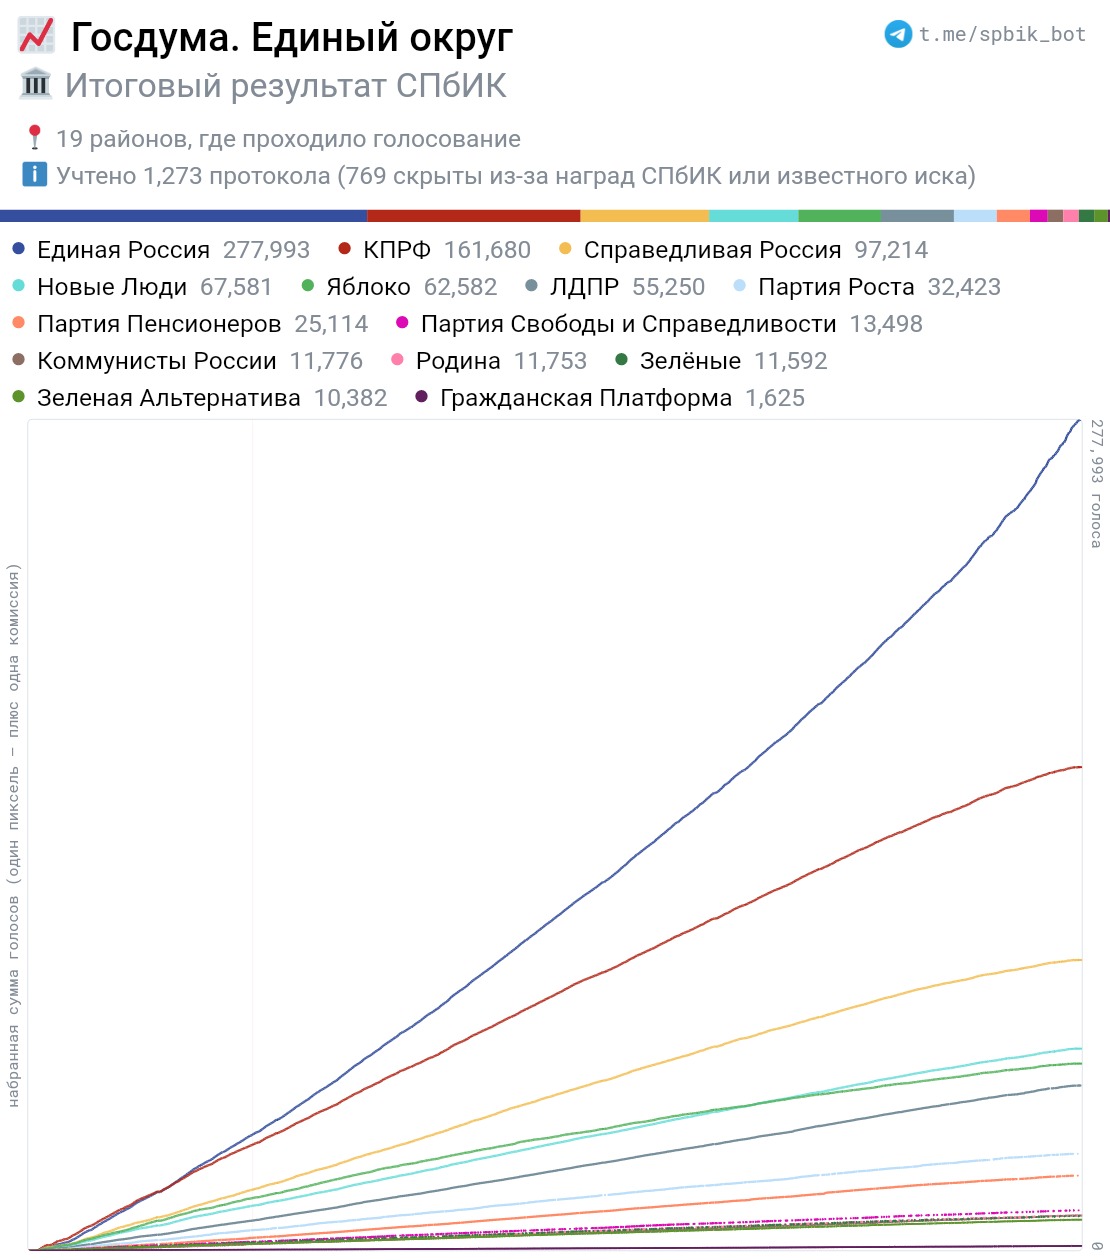 Госдума. Единый округ
t.me/spbik_bot
Итоговый результат СПбИК
19 районов, где проходило голосование
Учтено 1,273 протокола (769 скрыты из-за наград СПбИК или известного иска)
Единая Россия 277,993 КПРФ 161,680 Справедливая Россия 97,214
Новые Люди 67,581 Яблоко 62,582 ЛДПР 55,250 Партия Роста 32,423
Партия Пенсионеров 25,114 Партия Свободы и Справедливости 13,498
Коммунисты России 11,776 Родина 11,753 Зелёные 11,592
Зеленая Альтернатива 10,382 Гражданская Платформа 1,625
277,993 голоса
набранная сумма голосов (один пиксель — плюс одна комиссия)
0